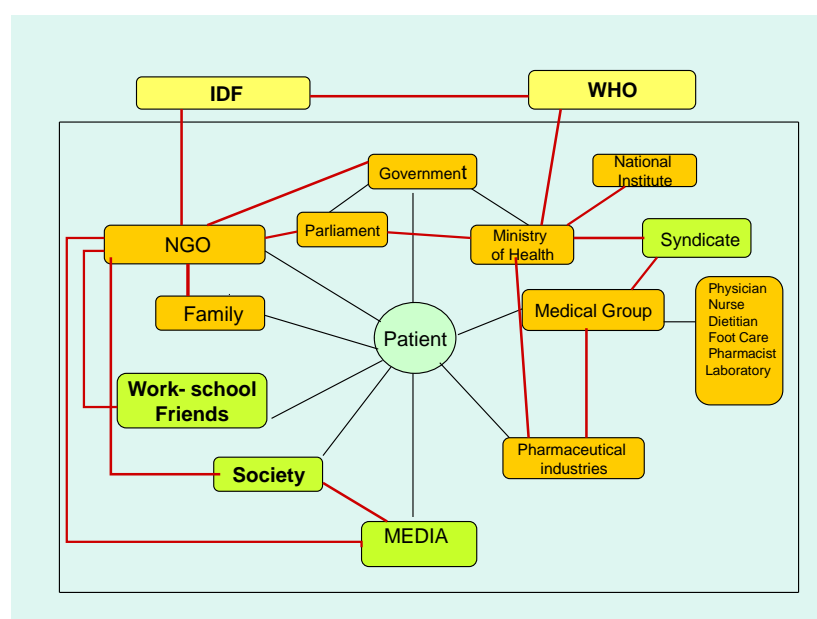 IDF
WHO
Government
National
Institute
Parliament
Ministry
of Health
Syndicate
NGO
Family
Patient
Medical Group
Physician
Nurse
Dietitian
Foot Care
Pharmacist
Laboratory
Work- school
Friends
Pharmaceutical
industries
Society
MEDIA